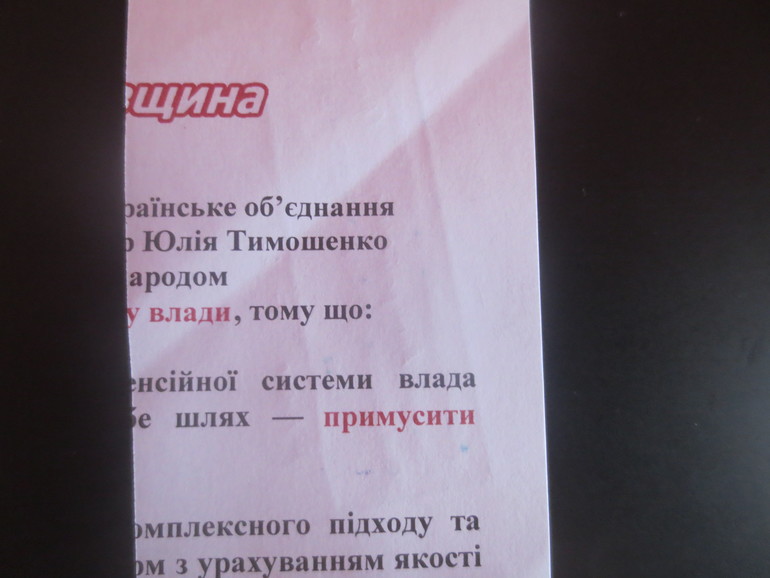 вщина
раїнське об’єднання
р Юлія Тимошенко
ародом
у влади, тому що:
енсійної системи влада
бе шлях — примусити
омплексного підходу та
ом з урахуванням якості